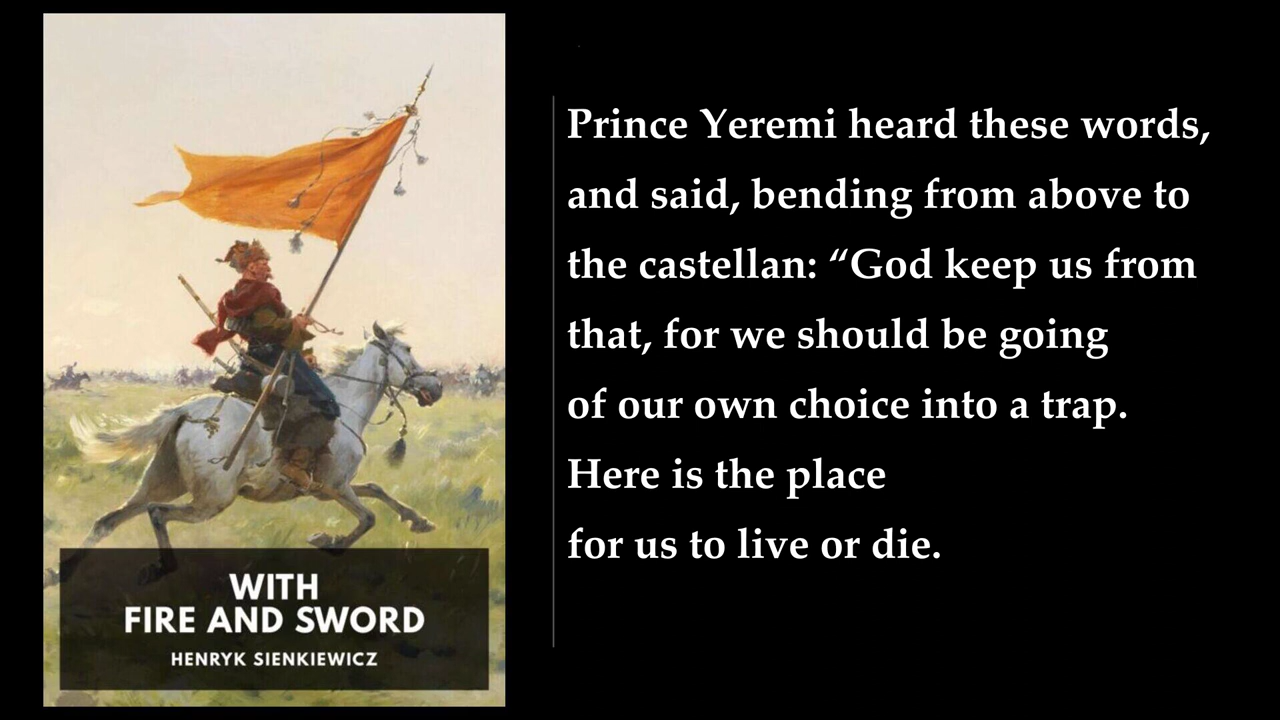 Prince Yeremi heard these words,
and said, bending from above to
the castellan: “God keep us from
that, for we should be going
of our own choice into a trap.
Here is the place
for us to live or die.
WITH
FIRE AND SWORD
HENRYK SIENKIEWICZ